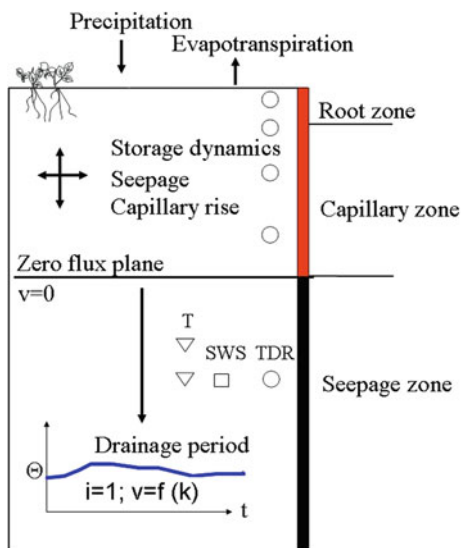 Precipitation
Evapotranspiration
Root zone
Storage dynamics
Seepage
Capillary rise
Capillary zone
Zero flux plane
v=0
T
SWS TDR
Seepage zone
Drainage period
Θ
i=1; v=f (k)
t